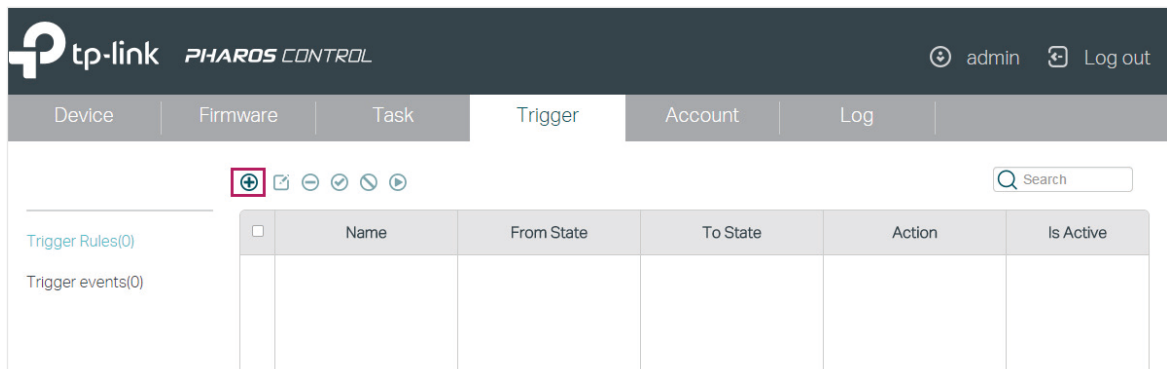 tp-link PHAROS CONTROL admin Log out
Device Firmware Task Trigger Account Log
Search
Name From State To State Action Is Active
Trigger Rules(0)
Trigger events(0)